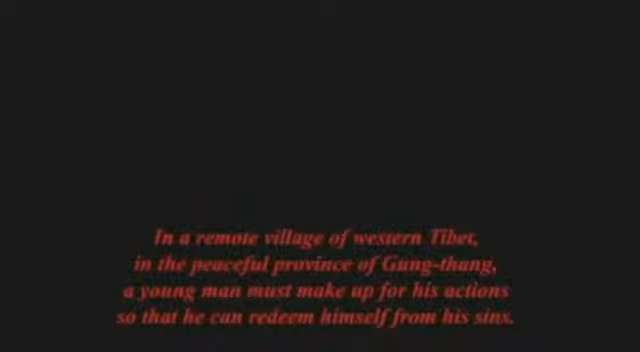 In a remote village of western Tibet,
in the peaceful province of Gung-thang,
a young man must make up for his actions
so that he can redeem himself from his sins.